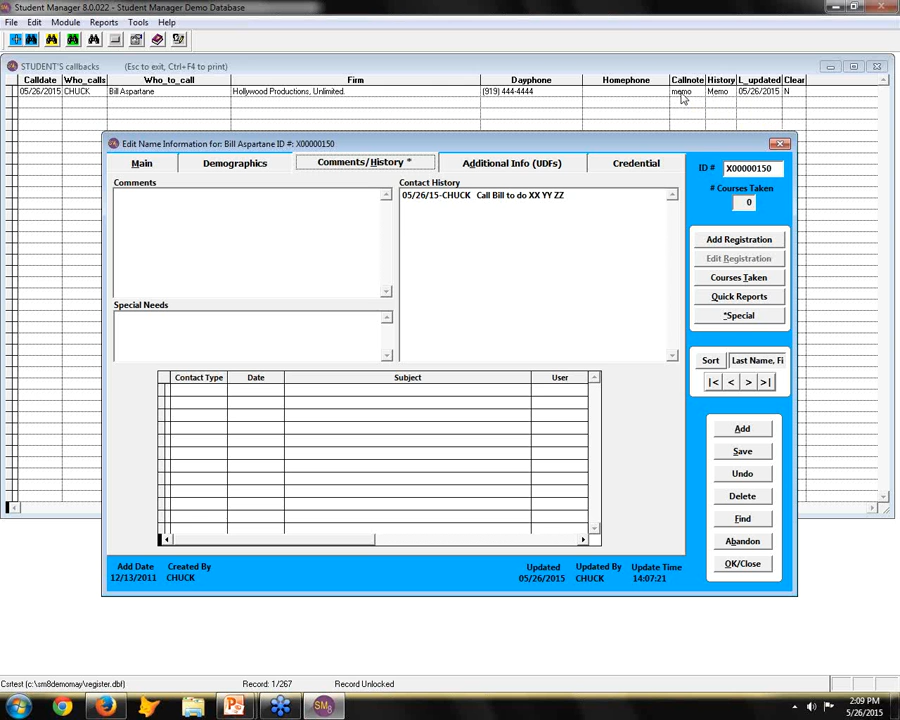 Student Manager 8.0.022 - Student Manager Demo Database
File Edit Module Reports Tools Help
STUDENT'S callbacks (Esc to exit, Csrtr+F4 to print)
Calldate Who_calls Who_to_call Firm Dayphone Homephone Callnote History L_updated Clear
05/26/2015 CHUCK Bill Aspartane Hollywood Productions, Unlimited. (919) 444-4444 memo Memo 05/26/2015 N
Edit Name Information for: Bill Aspartane ID #: X00000150
Main Demographics Comments/History * Additional Info (UDFs) Credential
ID # X00000150
# Courses Taken
0
Comments
Contact History
05/26/15-CHUCK Call Bill to do XX YY ZZ
Special Needs
Add Registration
Edit Registration
Courses Taken
Quick Reports
*Special
Sort Last Name, Fi
|< < > >|
Contact Type Date Subject User
Add
Save
Undo
Delete
Find
Abandon
OK/Close
Add Date Created By Updated Updated By Update Time
12/13/2011 CHUCK 05/26/2015 CHUCK 14:07:21
Csrtest (c:\sm8demomay\register.dbf) Record: 1/267 Record Unlocked
SM8
2:09 PM
5/26/2015